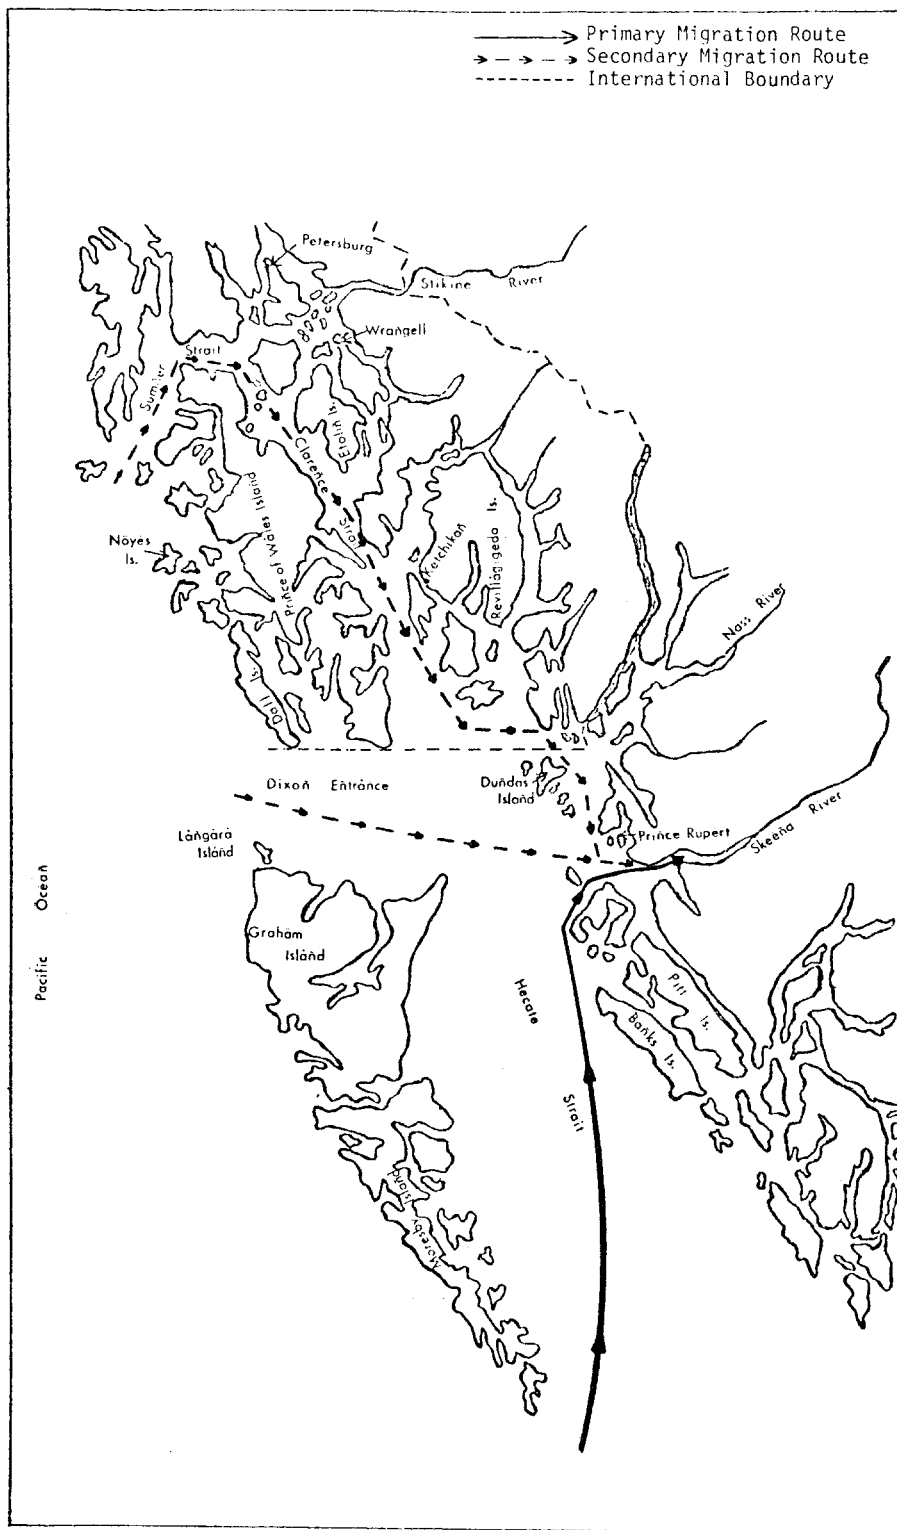 Primary Migration Route
Secondary Migration Route
International Boundary
Petersburg
Stikine River
Wrangell
Strait
Sumner
Etolin Is.
Clarence
Strait
Prince of Wales Island
Noyes
Is.
Ketchikan
Revillagigedo Is.
Nass River
Dall Is.
Dixon Entrance
Dundas
Island
Prince Rupert
Skeena River
Langara
Island
Graham
Island
Pacific Ocean
Hecate
Strait
Pitt
Is.
Banks
Is.
Moresby
Island